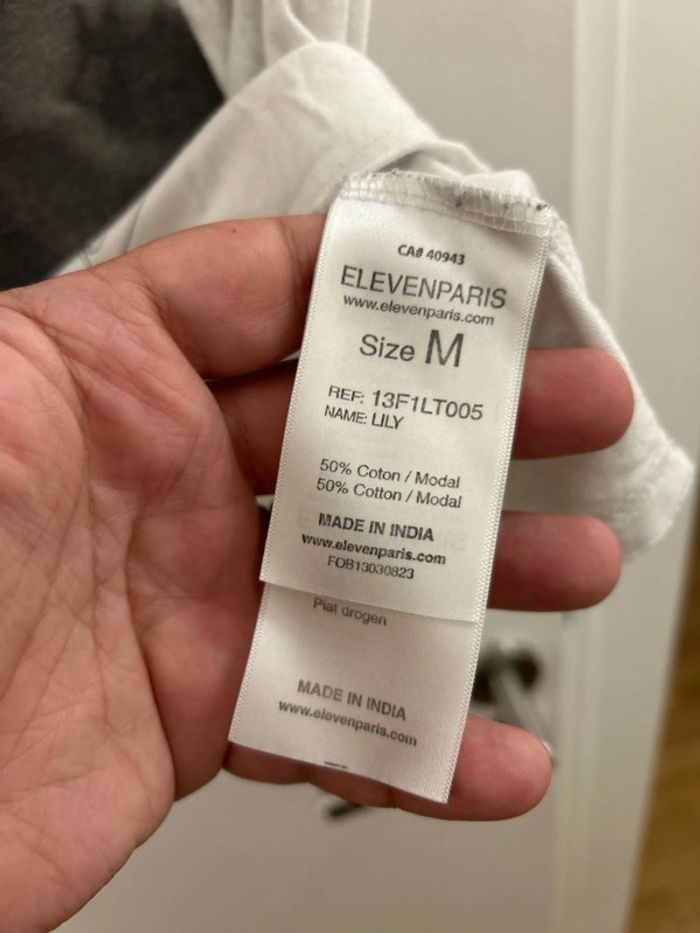 CA# 40943
ELEVENPARIS
www.elevenparis.com
Size M
REF: 13F1LT005
NAME: LILY
50% Coton / Modal
50% Cotton / Modal
MADE IN INDIA
www.elevenparis.com
FOB13030823
Plat drogen
MADE IN INDIA
www.elevenparis.com